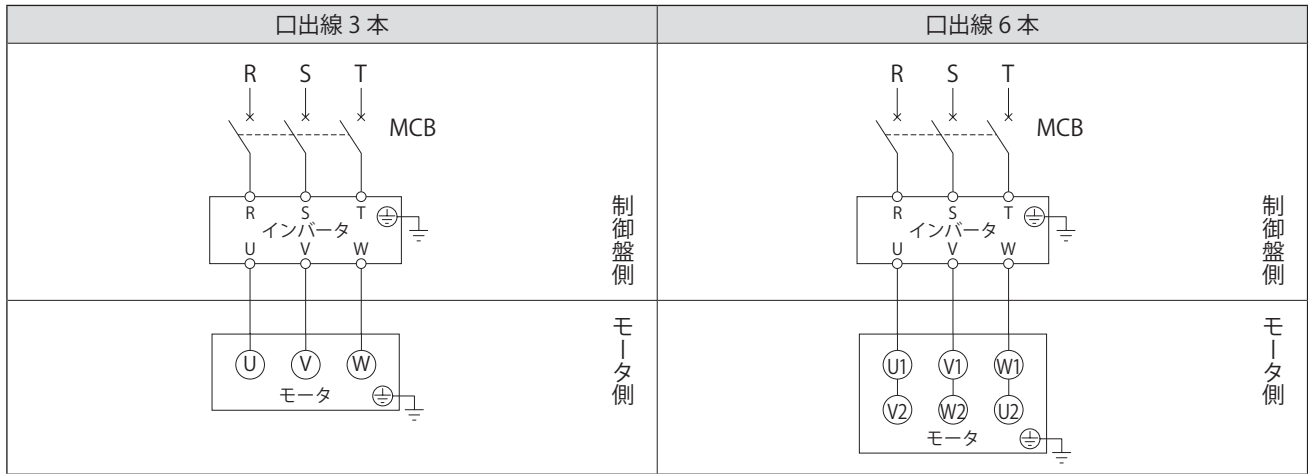 口出線 3 本
R S T
MCB
R S T
インバータ
U V W
制御盤側
U V W
モータ
モータ側
口出線 6 本
R S T
MCB
R S T
インバータ
U V W
制御盤側
U1 V1 W1
V2 W2 U2
モータ
モータ側